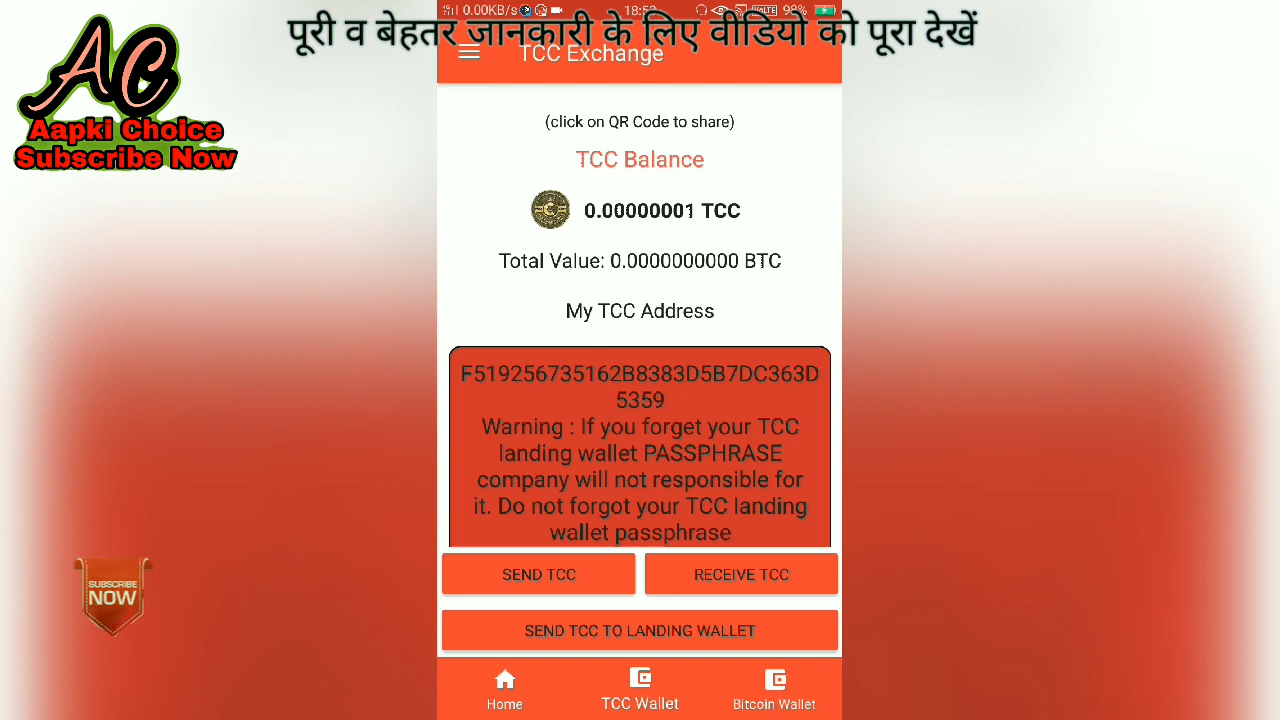 पूरी व बेहतर जानकारी के लिए वीडियो को पूरा देखें
0.00KB/s
VoLTE 98%
AC
Aapki Choice
Subscribe Now
TCC Exchange
(click on QR Code to share)
TCC Balance
0.00000001 TCC
Total Value: 0.0000000000 BTC
My TCC Address
F519256735162B8383D5B7DC363D
5359
Warning : If you forget your TCC
landing wallet PASSPHRASE
company will not responsible for
it. Do not forgot your TCC landing
wallet passphrase
SEND TCC
RECEIVE TCC
SUBSCRIBE
NOW
SEND TCC TO LANDING WALLET
Home
TCC Wallet
Bitcoin Wallet